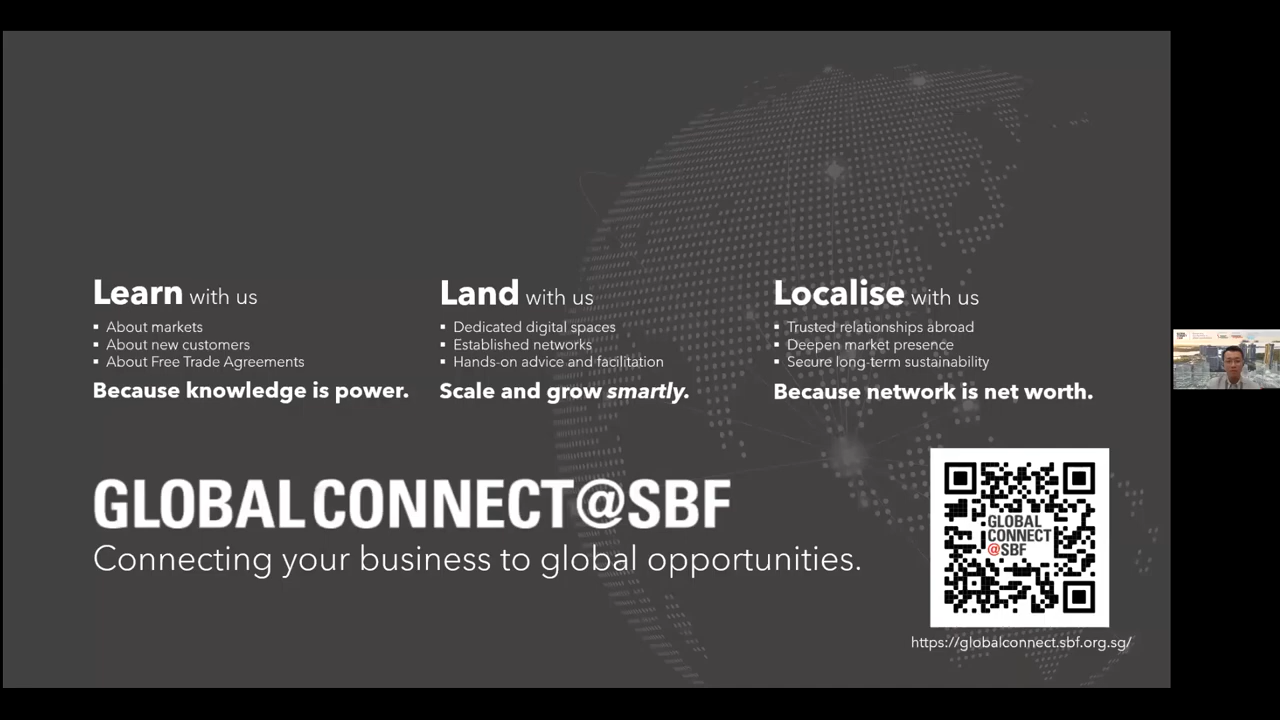 Learn with us
▪ About markets
▪ About new customers
▪ About Free Trade Agreements
Because knowledge is power.
Land with us
▪ Dedicated digital spaces
▪ Established networks
▪ Hands-on advice and facilitation
Scale and grow smartly.
Localise with us
▪ Trusted relationships abroad
▪ Deepen market presence
▪ Secure long-term sustainability
Because network is net worth.
GLOBALCONNECT@SBF
Connecting your business to global opportunities.
GLOBAL
CONNECT
@SBF
https://globalconnect.sbf.org.sg/